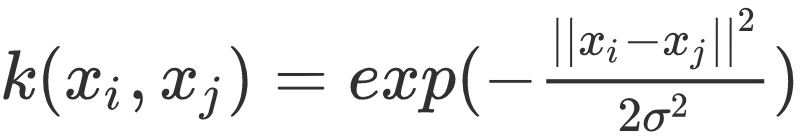 k(x_i, x_j) = exp(-\frac{||x_i - x_j||^2}{2\sigma^2})